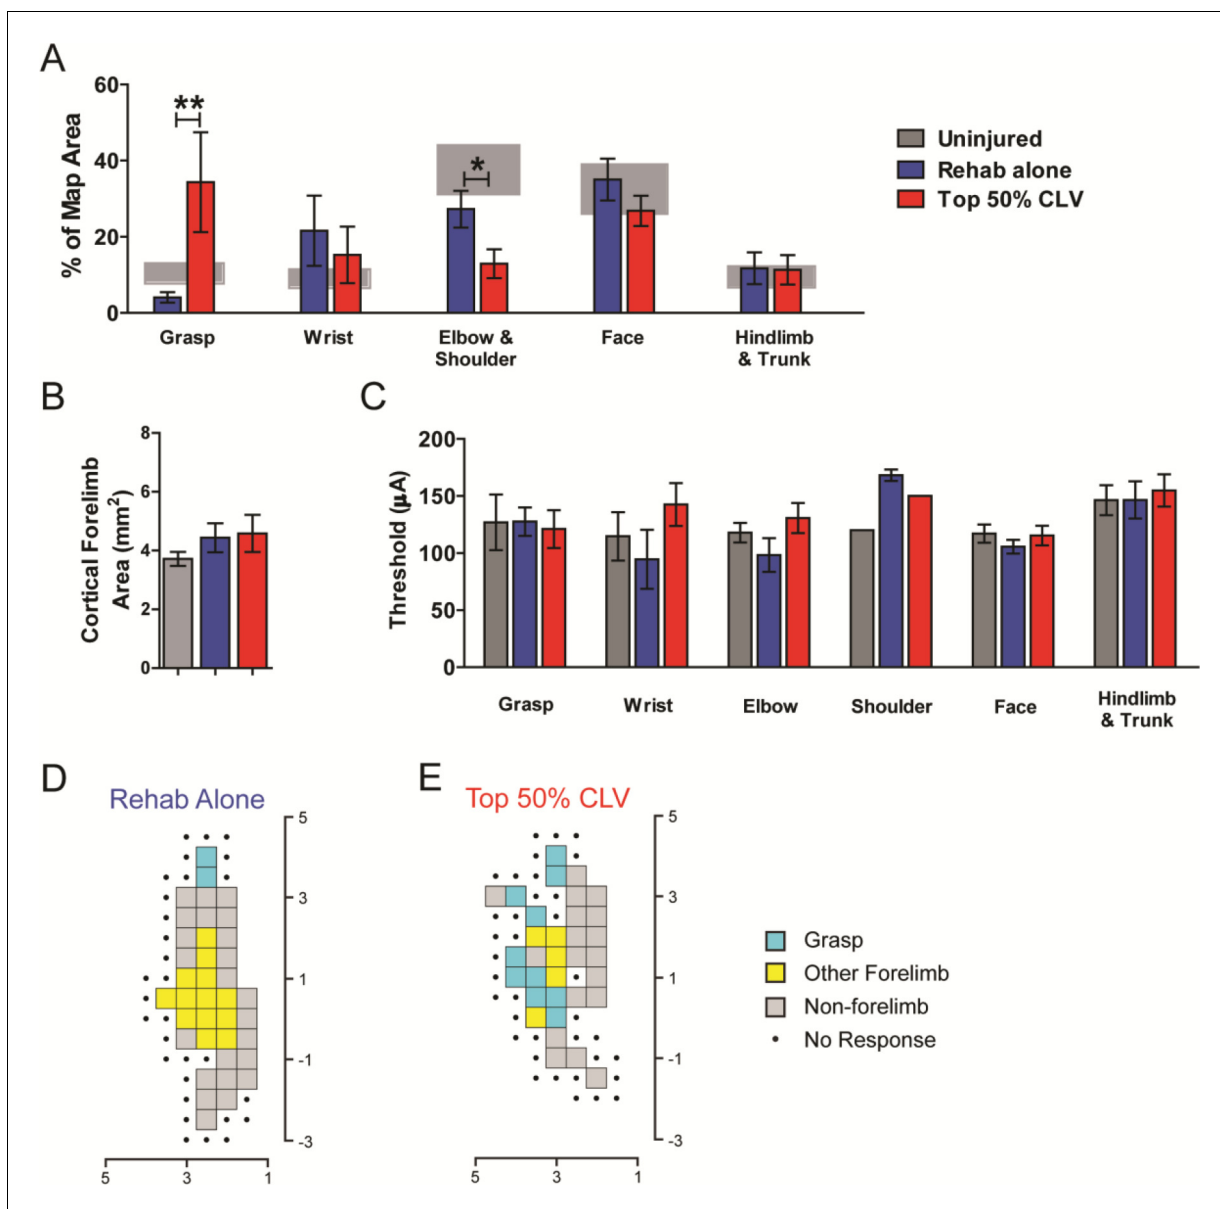 A
60
40
20
0
% of Map Area
**
*
Grasp
Wrist
Elbow &
Shoulder
Face
Hindlimb
& Trunk
Uninjured
Rehab alone
Top 50% CLV
B
8
6
4
2
0
Cortical Forelimb
Area (mm²)
C
200
150
100
50
0
Threshold (µA)
Grasp
Wrist
Elbow
Shoulder
Face
Hindlimb
& Trunk
D
Rehab Alone
5
3
1
-1
-3
5
3
1
E
Top 50% CLV
5
3
1
-1
-3
5
3
1
Grasp
Other Forelimb
Non-forelimb
No Response